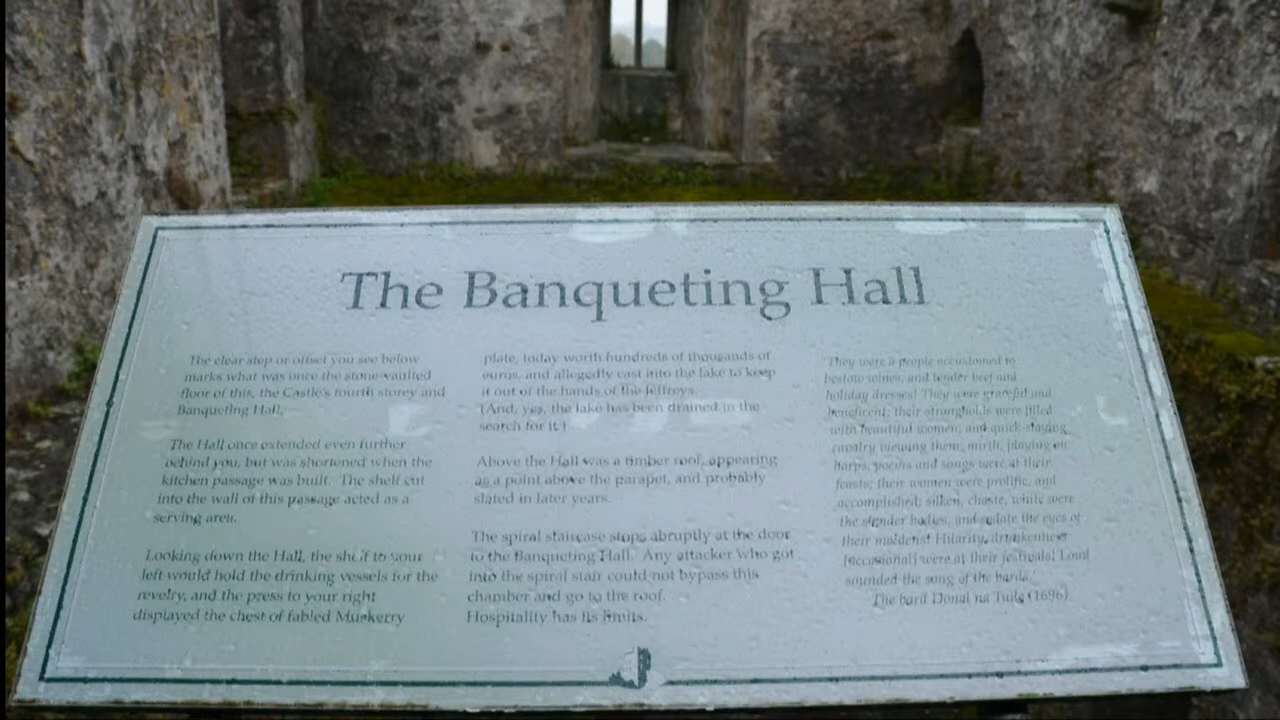 The Banqueting Hall
The clear step or offset you see below
marks what was once the stone-vaulted
floor of this, the Castle's fourth storey and
Banqueting Hall.
The Hall once extended even further
behind you, but was shortened when the
kitchen passage was built. The shelf cut
into the wall of this passage acted as a
serving area.
Looking down the Hall, the shelf to your
left would hold the drinking vessels for the
revelry, and the press to your right
displayed the chest of fabled Muskerry
plate, today worth hundreds of thousands of
euros, and allegedly cast into the lake to keep
it out of the hands of the Jeffreys.
(And, yes, the lake has been drained in the
search for it.)
Above the Hall was a timber roof, appearing
as a point above the parapet, and probably
slated in later years.
The spiral staircase stops abruptly at the door
to the Banqueting Hall. Any attacker who got
into the spiral stair could not bypass this
chamber and go to the roof.
Hospitality has its limits.
"They were a people accustomed to
bestow wines, and tender beef and
holiday dresses! They were graceful and
beneficent; their strongholds were filled
with beautiful women, and quick-slaying
cavalry viewing them; mirth, playing on
harps, poems and songs were at their
feasts; their women were prolific, and
accomplished; silken, chaste, white were
the slender bodies, and sedate the eyes of
their maidens! Hilarity, drunkenness
[occasional] were at their festivals! Loud
sounded the song of the bards."
The bard Donal na Tuile (1696)